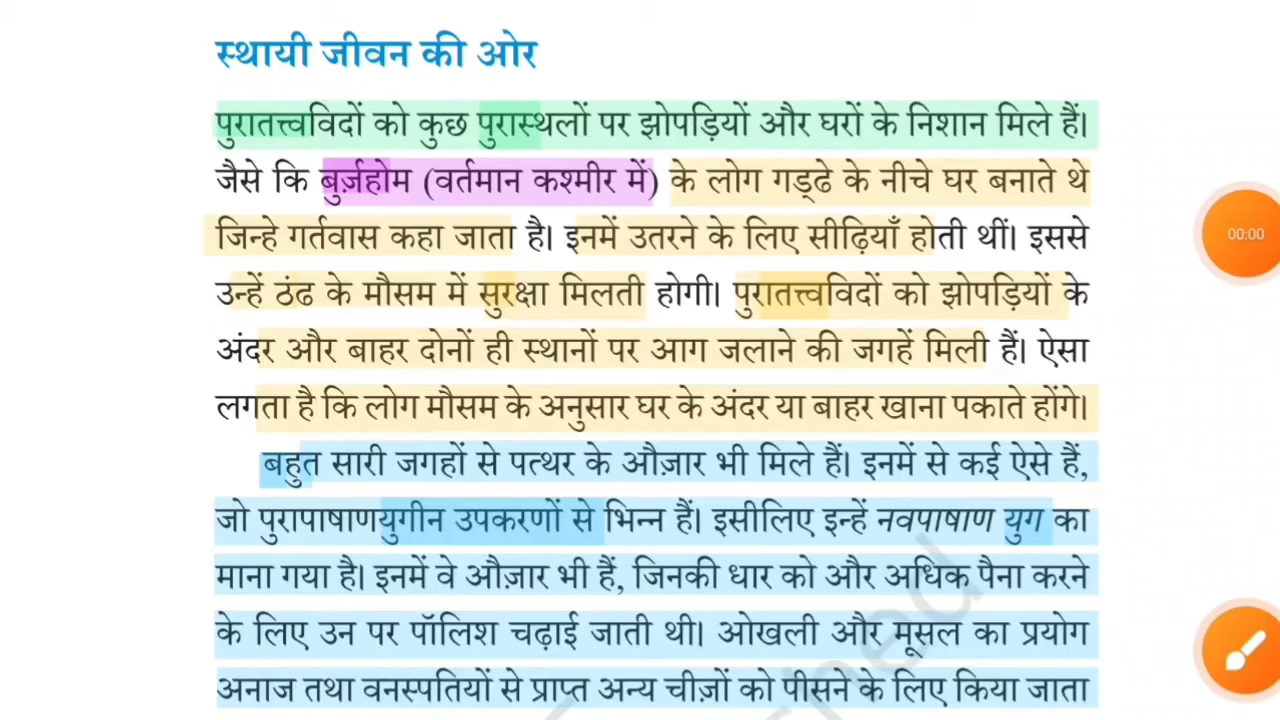 स्थायी जीवन की ओर
पुरातत्त्वविदों को कुछ पुरास्थलों पर झोपड़ियों और घरों के निशान मिले हैं।
जैसे कि बुर्ज़होम (वर्तमान कश्मीर में) के लोग गड्ढे के नीचे घर बनाते थे
जिन्हे गर्तवास कहा जाता है। इनमें उतरने के लिए सीढ़ियाँ होती थीं। इससे
उन्हें ठंढ के मौसम में सुरक्षा मिलती होगी। पुरातत्त्वविदों को झोपड़ियों के
अंदर और बाहर दोनों ही स्थानों पर आग जलाने की जगहें मिली हैं। ऐसा
लगता है कि लोग मौसम के अनुसार घर के अंदर या बाहर खाना पकाते होंगे।
बहुत सारी जगहों से पत्थर के औज़ार भी मिले हैं। इनमें से कई ऐसे हैं,
जो पुरापाषाणयुगीन उपकरणों से भिन्न हैं। इसीलिए इन्हें नवपाषाण युग का
माना गया है। इनमें वे औज़ार भी हैं, जिनकी धार को और अधिक पैना करने
के लिए उन पर पॉलिश चढ़ाई जाती थी। ओखली और मूसल का प्रयोग
अनाज तथा वनस्पतियों से प्राप्त अन्य चीज़ों को पीसने के लिए किया जाता
00:00